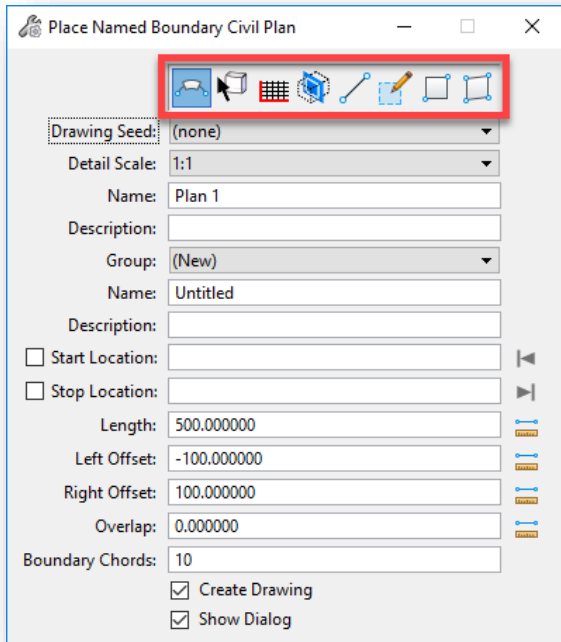 Place Named Boundary Civil Plan
Drawing Seed: (none)
Detail Scale: 1:1
Name: Plan 1
Description:
Group: (New)
Name: Untitled
Description:
Start Location:
Stop Location:
Length: 500.000000
Left Offset: -100.000000
Right Offset: 100.000000
Overlap: 0.000000
Boundary Chords: 10
Create Drawing
Show Dialog